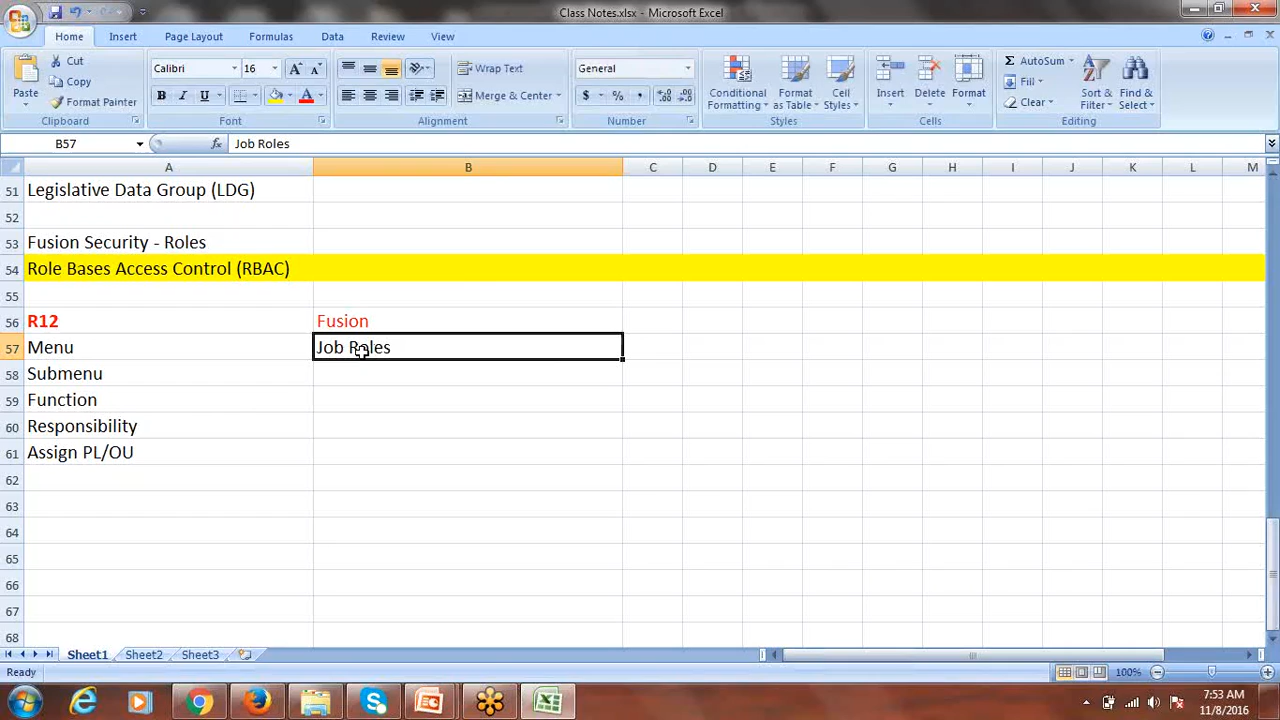 Class Notes.xlsx - Microsoft Excel
Home Insert Page Layout Formulas Data Review View
Paste
Cut
Copy
Format Painter
Clipboard
Calibri 16
B I U A
Font
Wrap Text
Merge & Center
Alignment
General
$ % ,
Number
Conditional Formatting
Format as Table
Cell Styles
Styles
Insert Delete Format
Cells
Σ AutoSum
Fill
Clear
Sort & Filter
Find & Select
Editing
B57 fx Job Roles
A B C D E F G H I J K L M
51 Legislative Data Group (LDG)
52
53 Fusion Security - Roles
54 Role Bases Access Control (RBAC)
55
56 R12 Fusion
57 Menu Job Roles
58 Submenu
59 Function
60 Responsibility
61 Assign PL/OU
62
63
64
65
66
67
68
Sheet1 Sheet2 Sheet3
Ready 100%
7:53 AM
11/8/2016